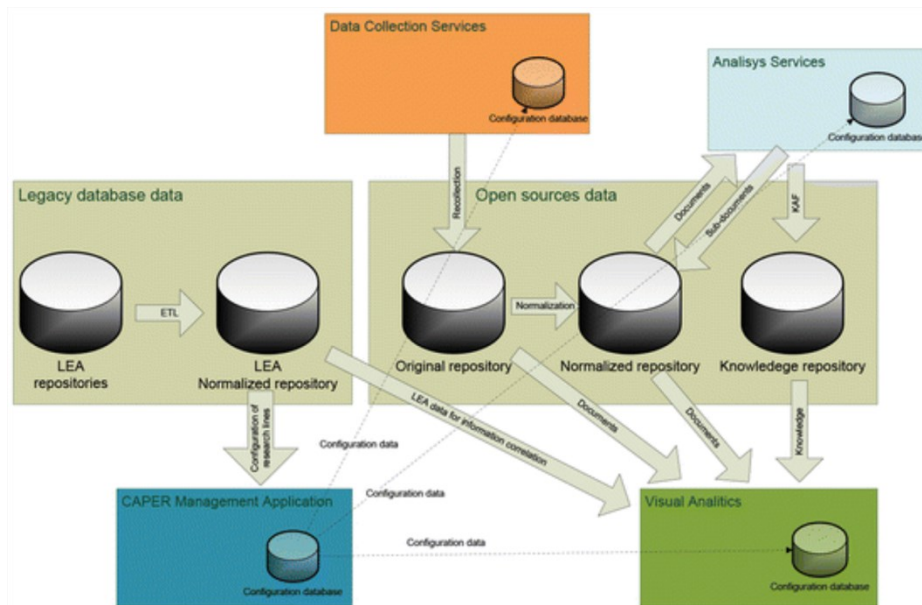 Data Collection Services
Configuration database
Analisys Services
Configuration database
Legacy database data
Open sources data
Recollection
Documents
Sub-documents
KAF
ETL
Normalization
LEA
repositories
LEA
Normalized repository
Original repository
Normalized repository
Knowledege repository
Configuration of
research lines
LEA data for information correlation
Documents
Documents
Knowledge
Configuration data
Configuration data
Configuration data
CAPER Management Application
Configuration database
Visual Analitics
Configuration database